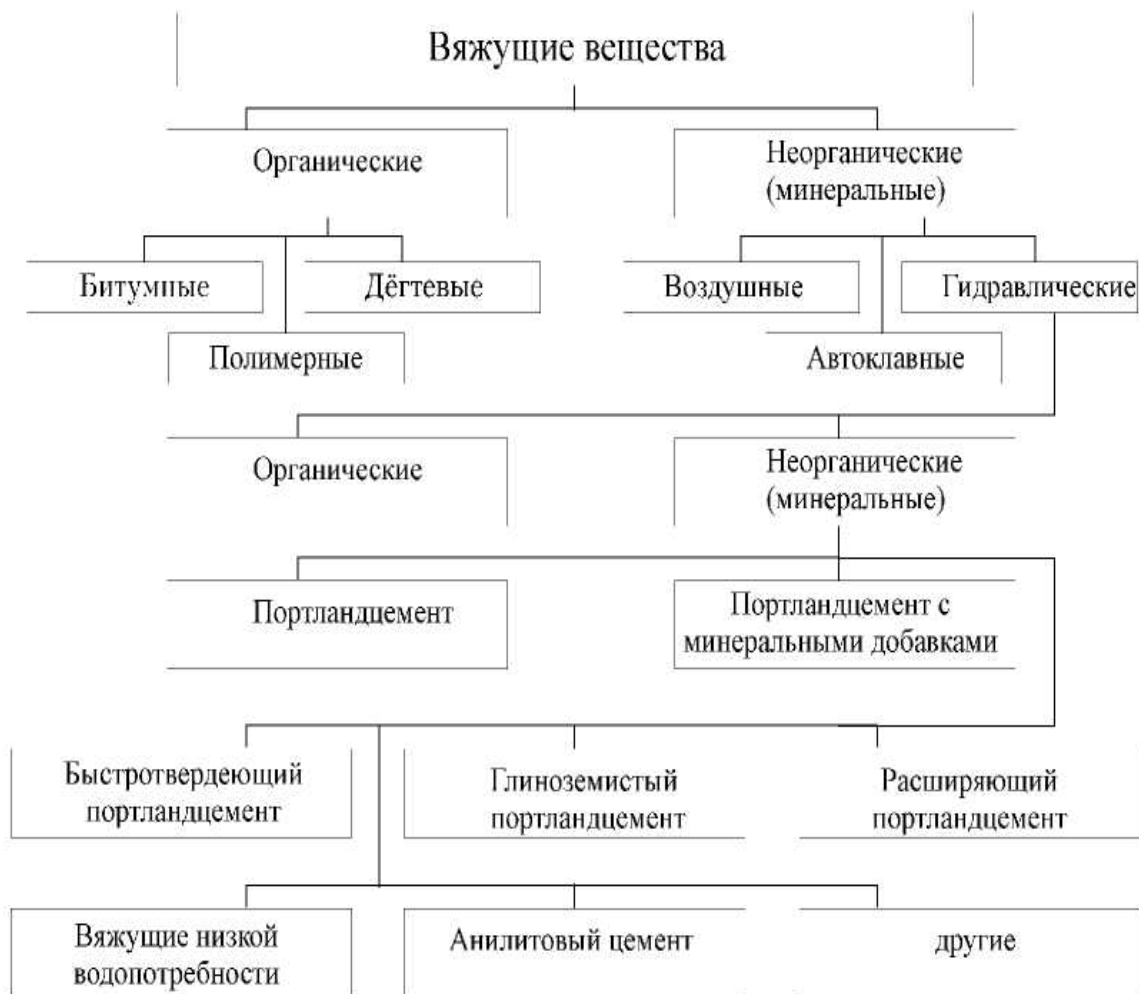 Вяжущие вещества
Органические
Неорганические
(минеральные)
Битумные
Дёгтевые
Воздушные
Гидравлические
Полимерные
Автоклавные
Органические
Неорганические
(минеральные)
Портландцемент
Портландцемент с
минеральными добавками
Быстротвердеющий
портландцемент
Глиноземистый
портландцемент
Расширяющий
портландцемент
Вяжущие низкой
водопотребности
Анилитовый цемент
другие